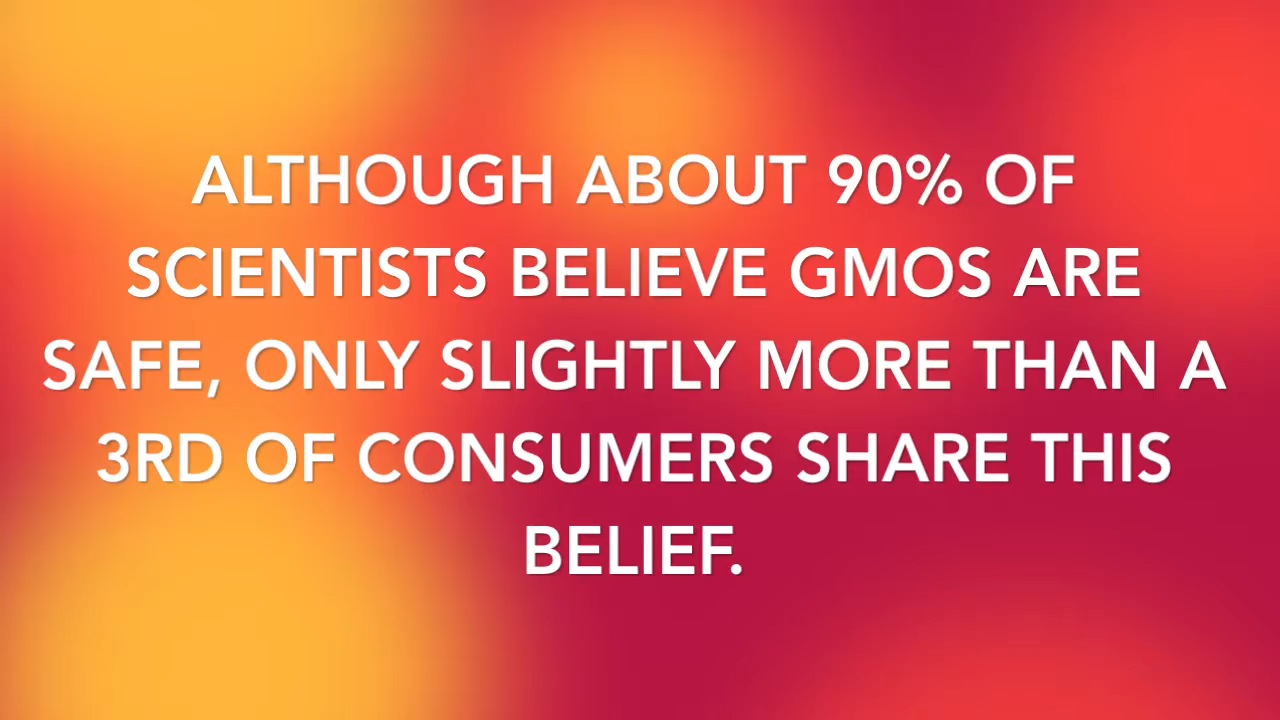 ALTHOUGH ABOUT 90% OF
SCIENTISTS BELIEVE GMOS ARE
SAFE, ONLY SLIGHTLY MORE THAN A
3RD OF CONSUMERS SHARE THIS
BELIEF.